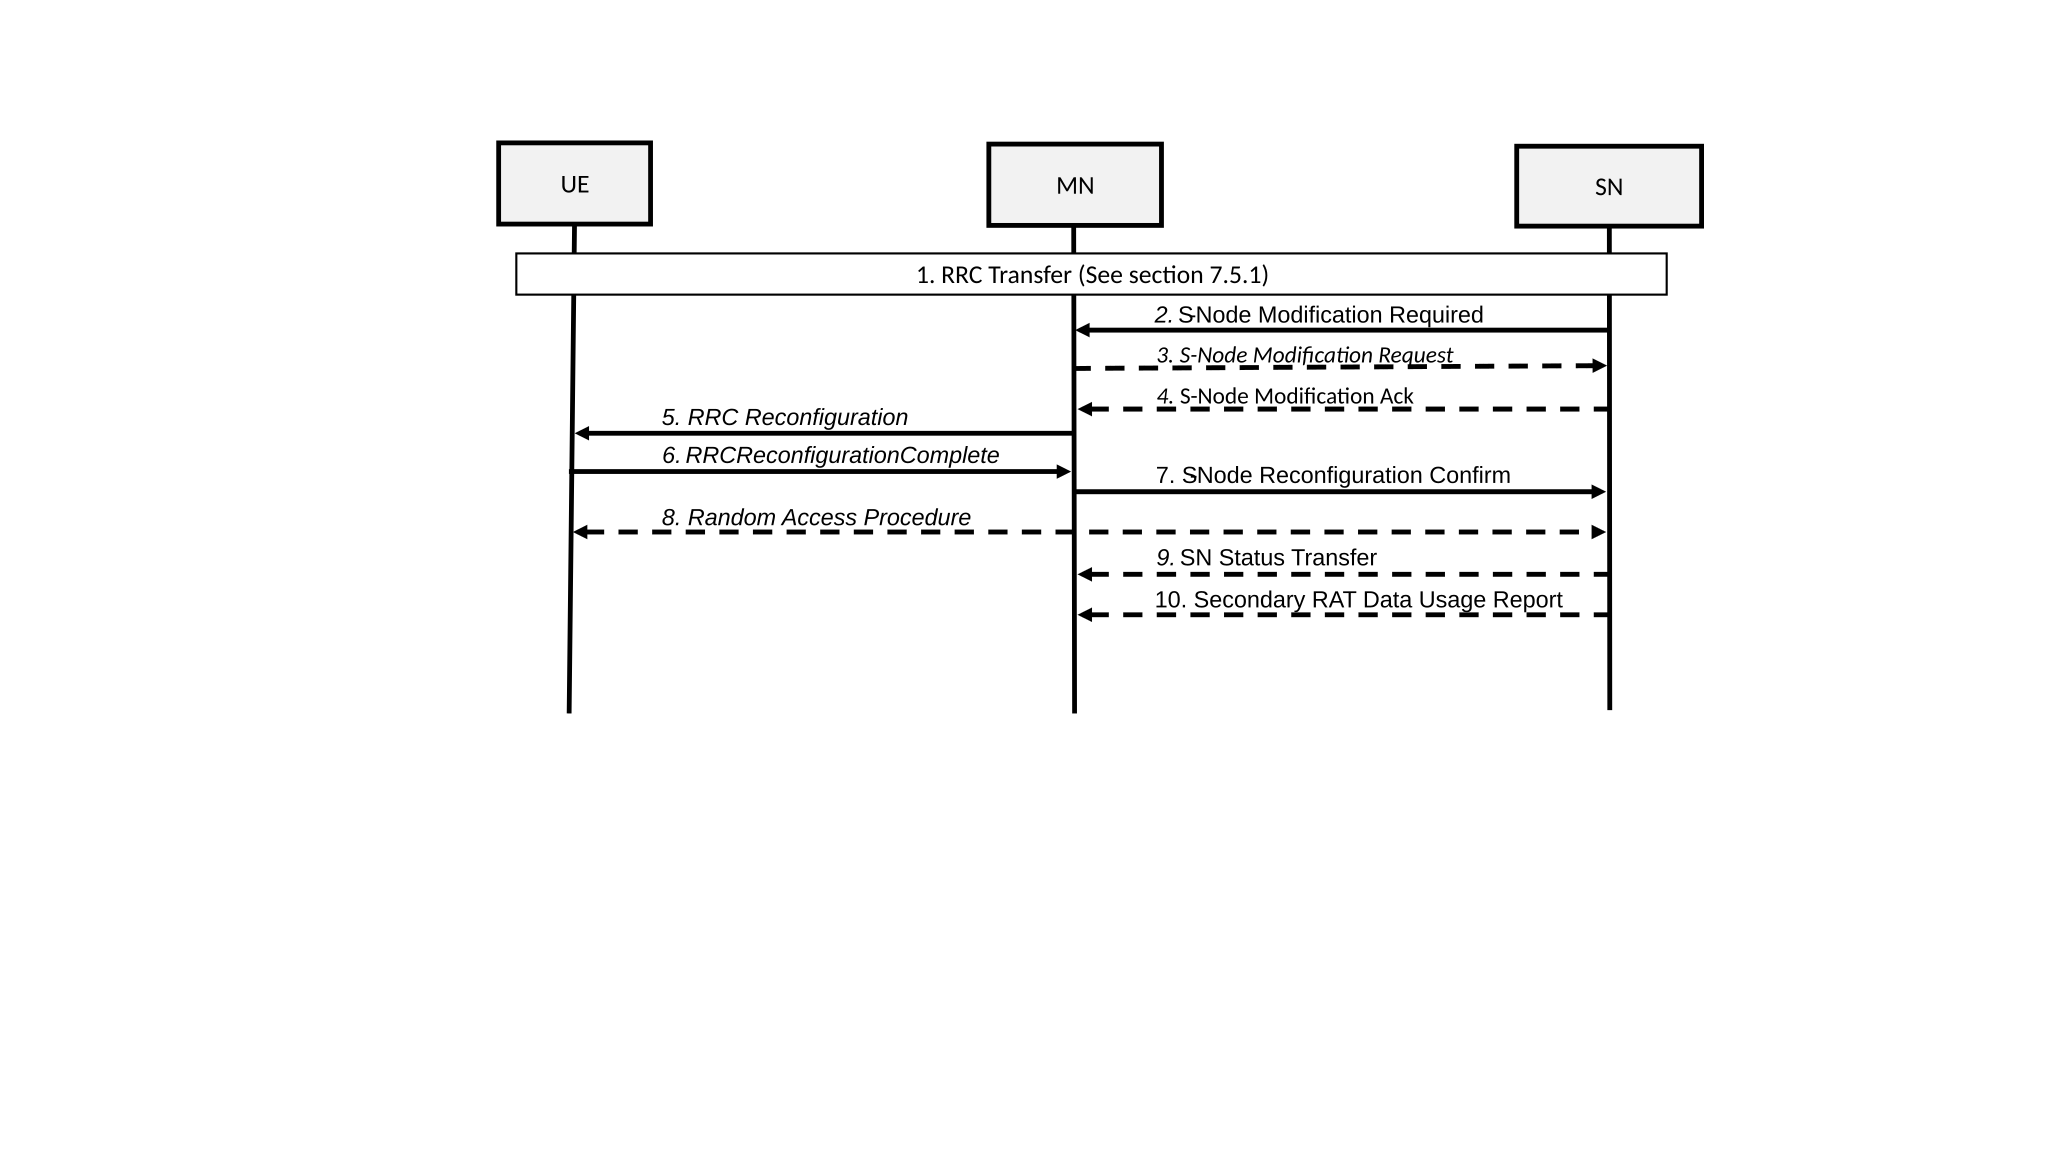 UE
MN
SN
1. RRC Transfer (See section 7.5.1)
2. S-Node Modification Required
3. S-Node Modification Request
4. S-Node Modification Ack
5. RRC Reconfiguration
6. RRCReconfigurationComplete
7. S-Node Reconfiguration Confirm
8. Random Access Procedure
9. SN Status Transfer
10. Secondary RAT Data Usage Report